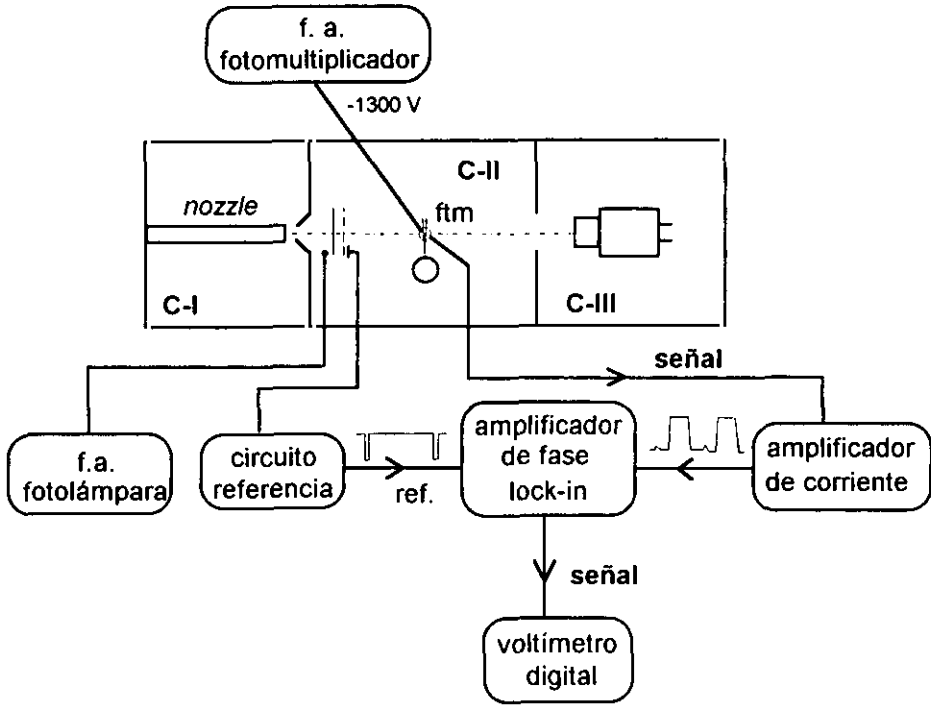 f. a.
fotomultiplicador
-1300 V
C-II
nozzle
ftm
C-I
C-III
señal
f.a.
fotolámpara
circuito
referencia
ref.
amplificador
de fase
lock-in
amplificador
de corriente
señal
voltímetro
digital